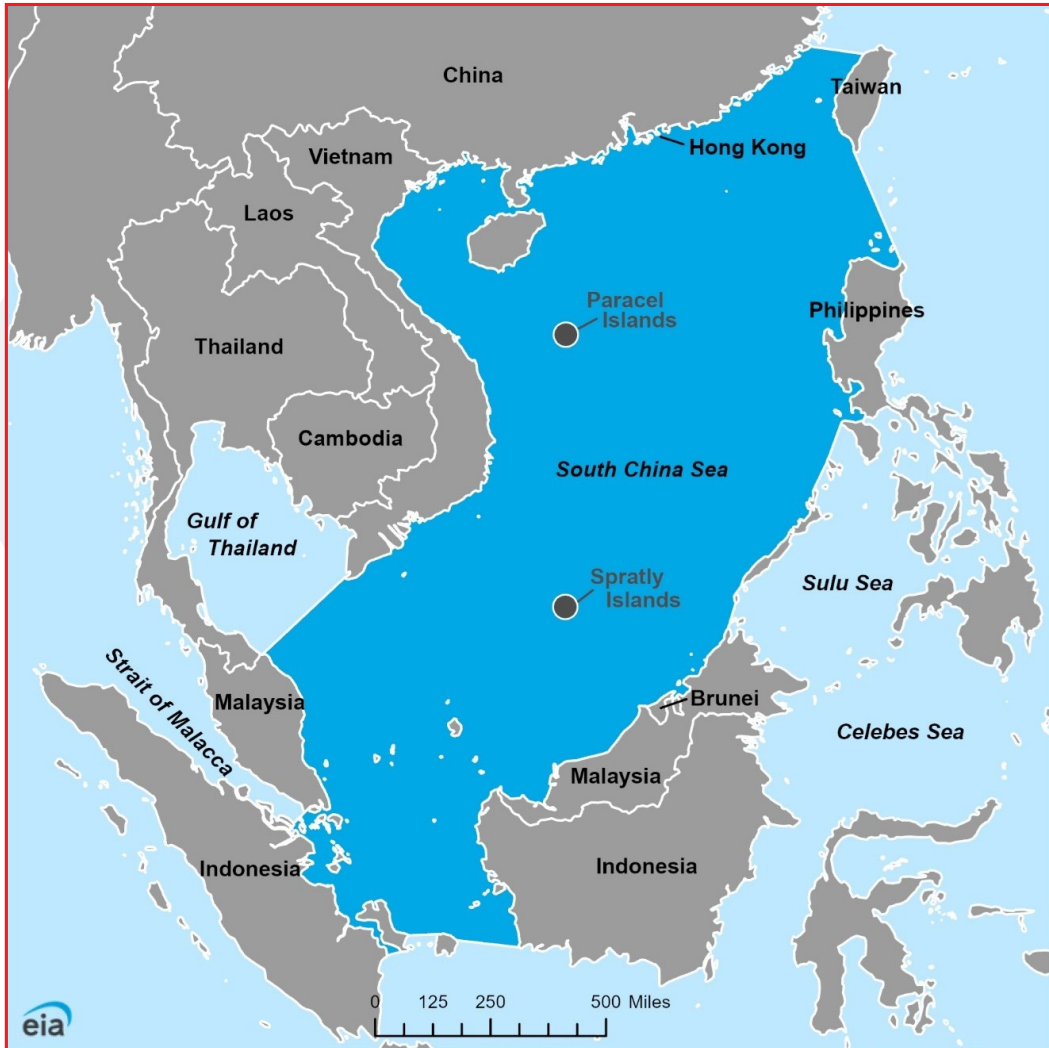 China
Taiwan
Hong Kong
Vietnam
Laos
Paracel
Islands
Philippines
Thailand
Cambodia
South China Sea
Gulf of
Thailand
Spratly
Islands
Sulu Sea
Strait of Malacca
Malaysia
Brunei
Celebes Sea
Malaysia
Indonesia
Indonesia
0 125 250 500 Miles
eia